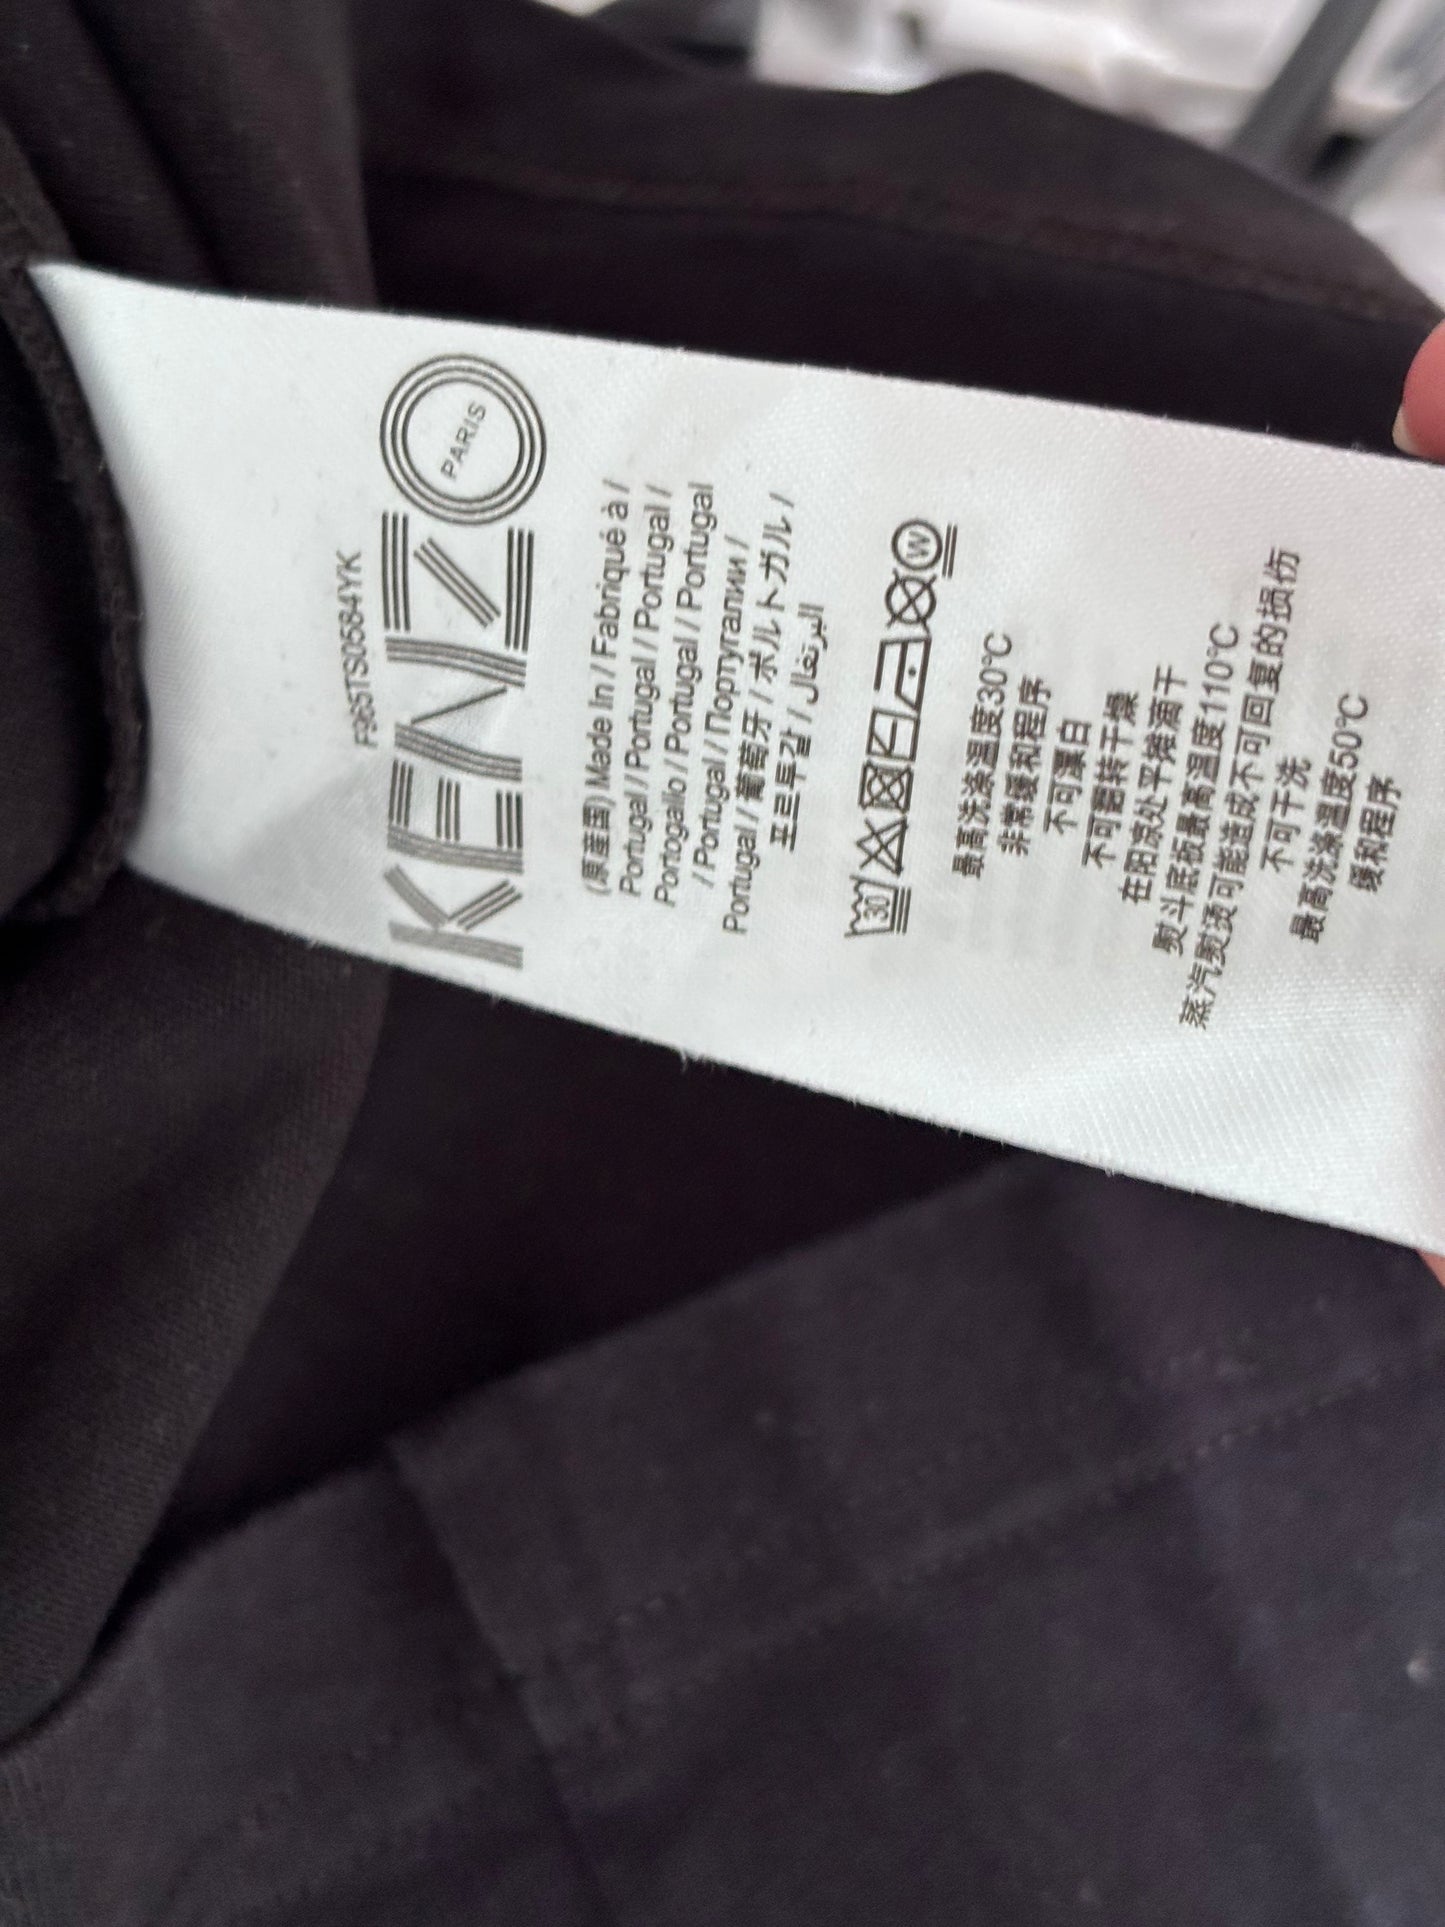 F965TS0584YK
KENZO
PARIS
(原産国) Made In / Fabriqué à /
Portugal / Portugal / Portugal /
Portogallo / Portugal / Portugal
/ Portugal / Португалии /
Portugal / 葡萄牙 / ポルトガル /
포르투갈 / البرتغال
30
W
最高洗涤温度30℃
非常缓和程序
不可漂白
不可翻转干燥
在阴凉处平摊滴干
熨斗底板最高温度110℃
蒸汽熨烫可能造成不可回复的损伤
不可干洗
最高洗涤温度50℃
缓和程序